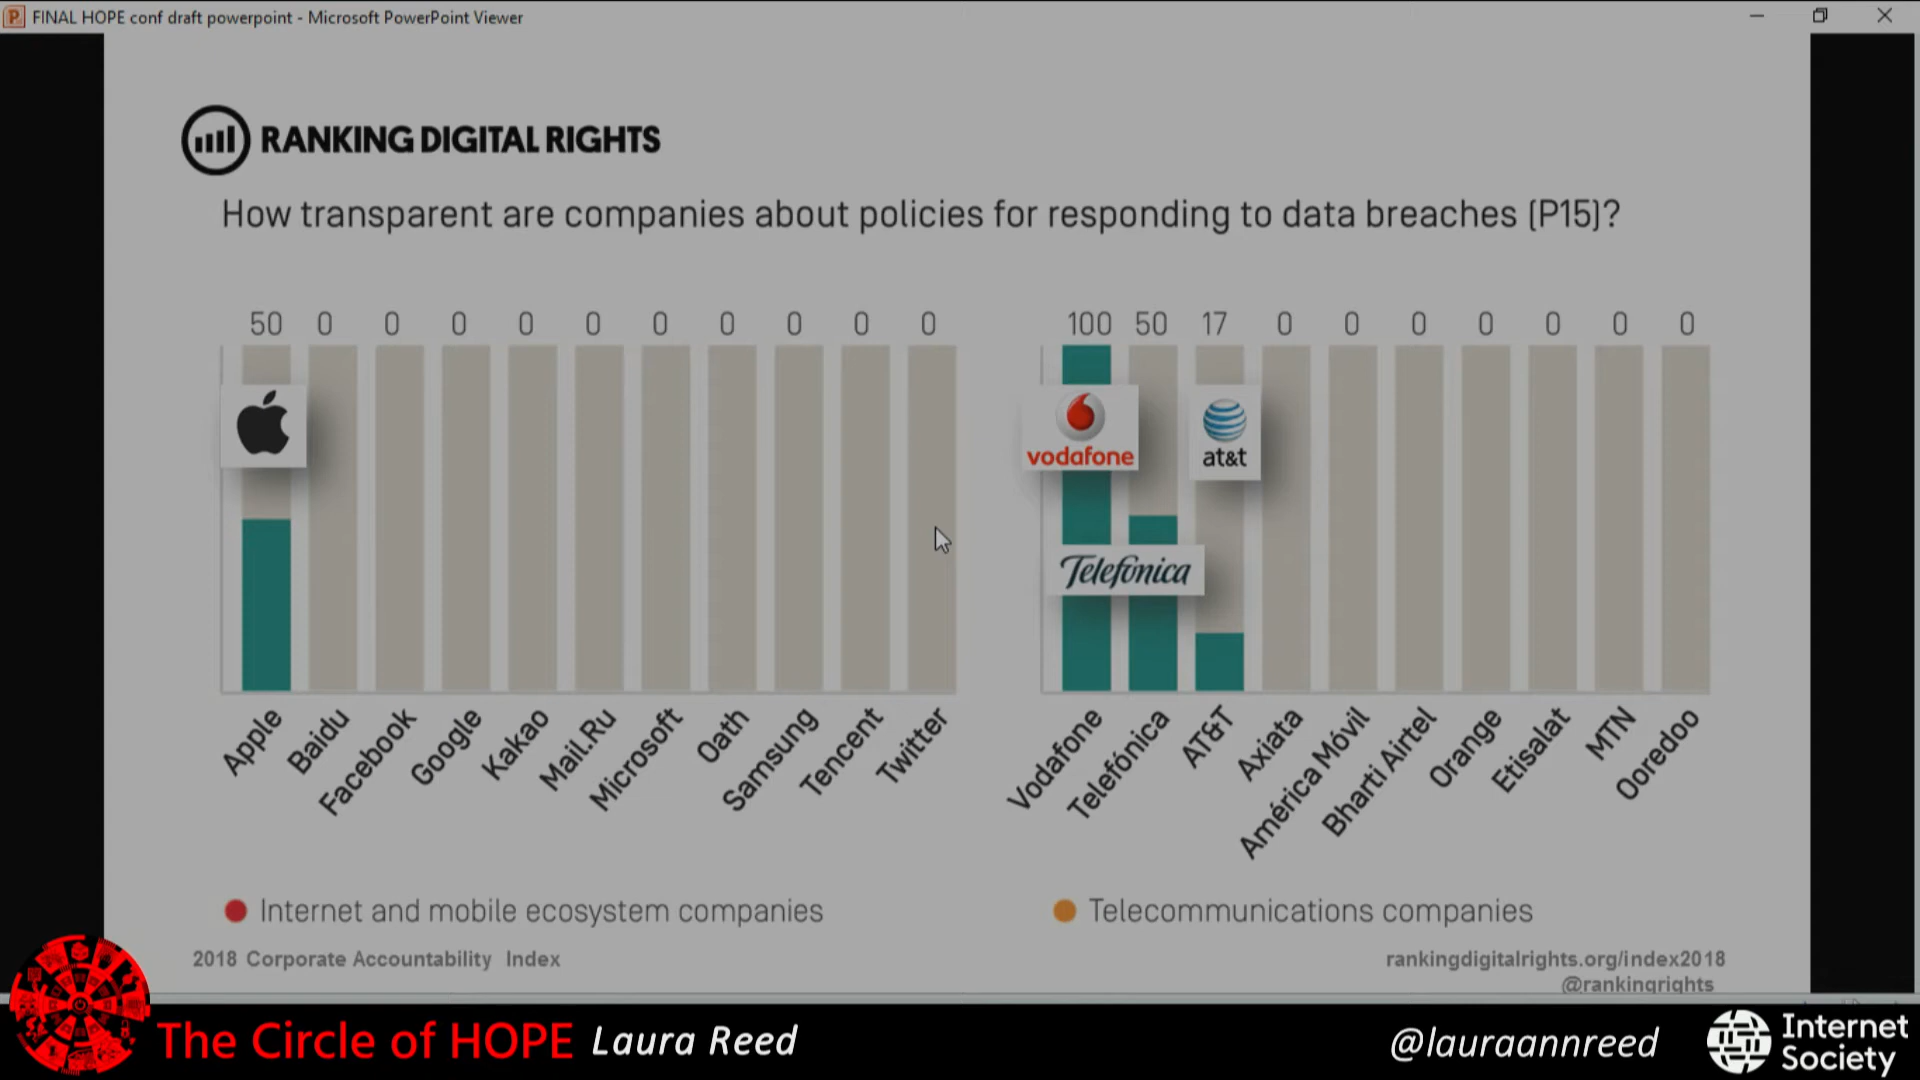 FINAL HOPE conf draft powerpoint - Microsoft PowerPoint Viewer
RANKING DIGITAL RIGHTS
How transparent are companies about policies for responding to data breaches (P15)?
50 0 0 0 0 0 0 0 0 0 0
vodafone
at&t
Telefónica
Apple Baidu Facebook Google Kakao Mail.Ru Microsoft Oath Samsung Tencent Twitter
Internet and mobile ecosystem companies
100 50 17 0 0 0 0 0 0 0
Vodafone Telefónica AT&T Axiata América Móvil Bharti Airtel Orange Etisalat MTN Ooredoo
Telecommunications companies
2018 Corporate Accountability Index
rankingdigitalrights.org/index2018
@rankingrights
The Circle of HOPE Laura Reed
@lauraannreed
Internet
Society